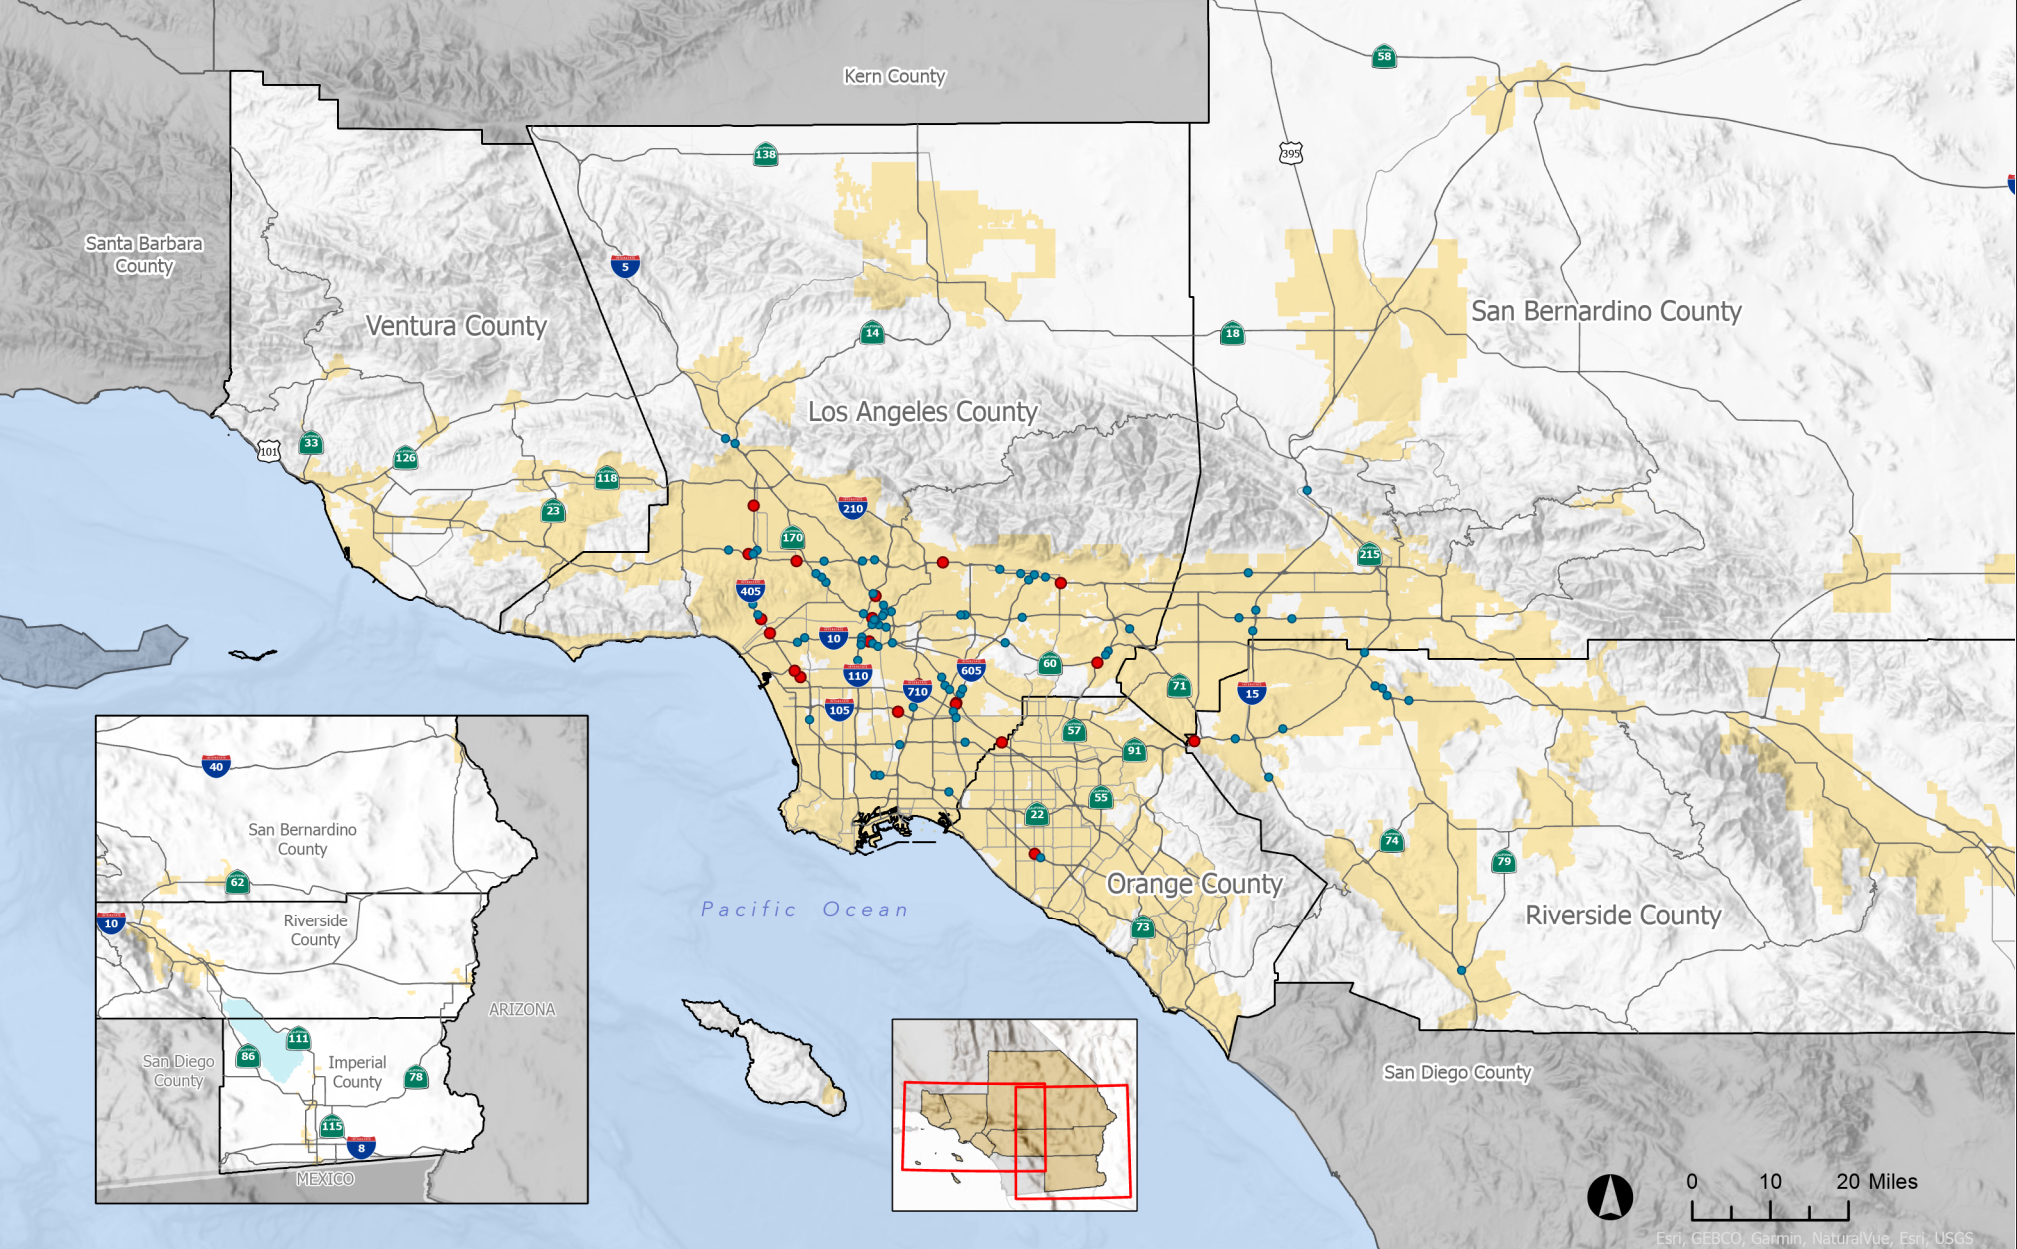 Kern County
58
138
395
Santa Barbara
County
5
Ventura County
14
18
San Bernardino County
Los Angeles County
33
101
126
118
23
210
170
215
405
10
60
605
110
710
71
15
105
57
91
55
22
74
79
Orange County
Riverside County
73
Pacific Ocean
San Diego County
40
San Bernardino
County
62
10
Riverside
County
ARIZONA
111
86
San Diego
County
Imperial
County
78
115
8
MEXICO
0 10 20 Miles
Esri, GEBCO, Garmin, NaturalVue, Esri, USGS